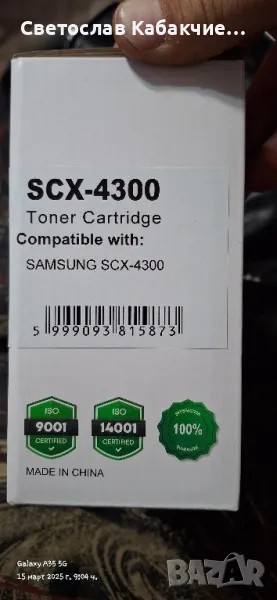 Светослав Кабакчие...
SCX-4300
Toner Cartridge
Compatible with:
SAMSUNG SCX-4300
5 999093 815873
ISO
9001
CERTIFIED
ISO
14001
CERTIFIED
100%
MADE IN CHINA
Galaxy A35 5G
15 март 2025 г., 9:04 ч.
BAZAR